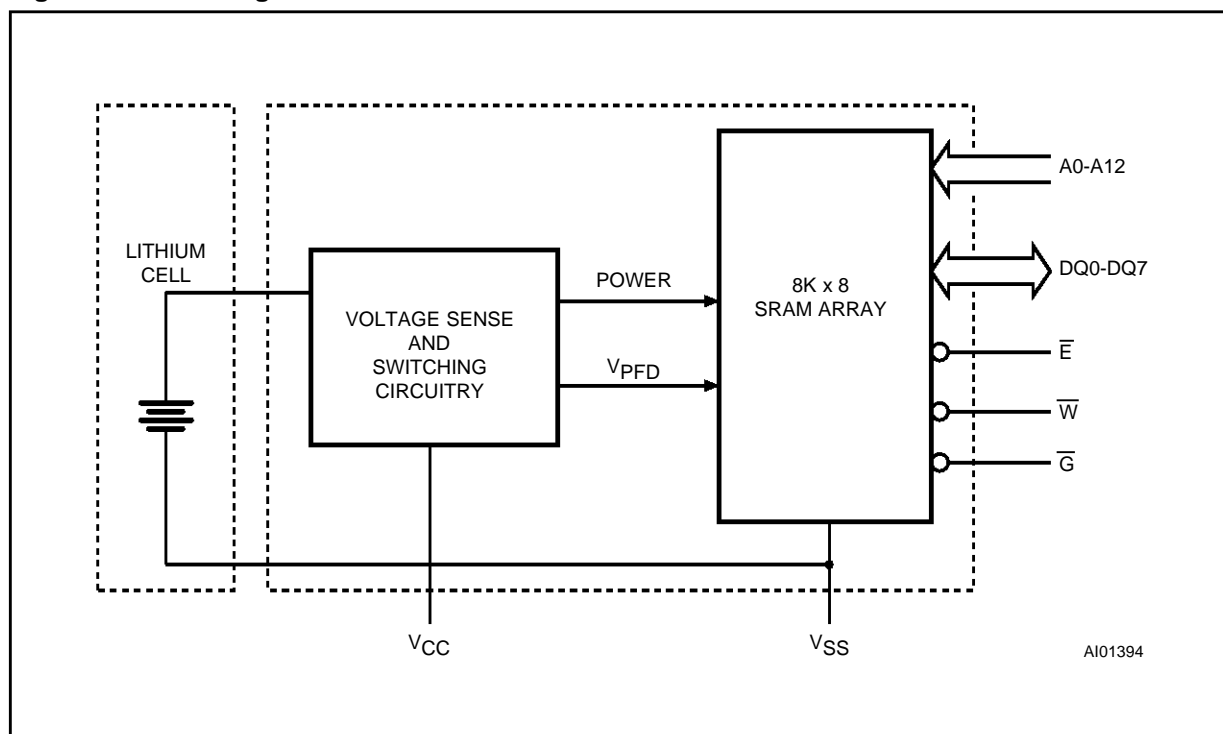 LITHIUM
CELL
VOLTAGE SENSE
AND
SWITCHING
CIRCUITRY
POWER
VPFD
8K x 8
SRAM ARRAY
A0-A12
DQ0-DQ7
E̅
W̅
G̅
VCC
VSS
AI01394